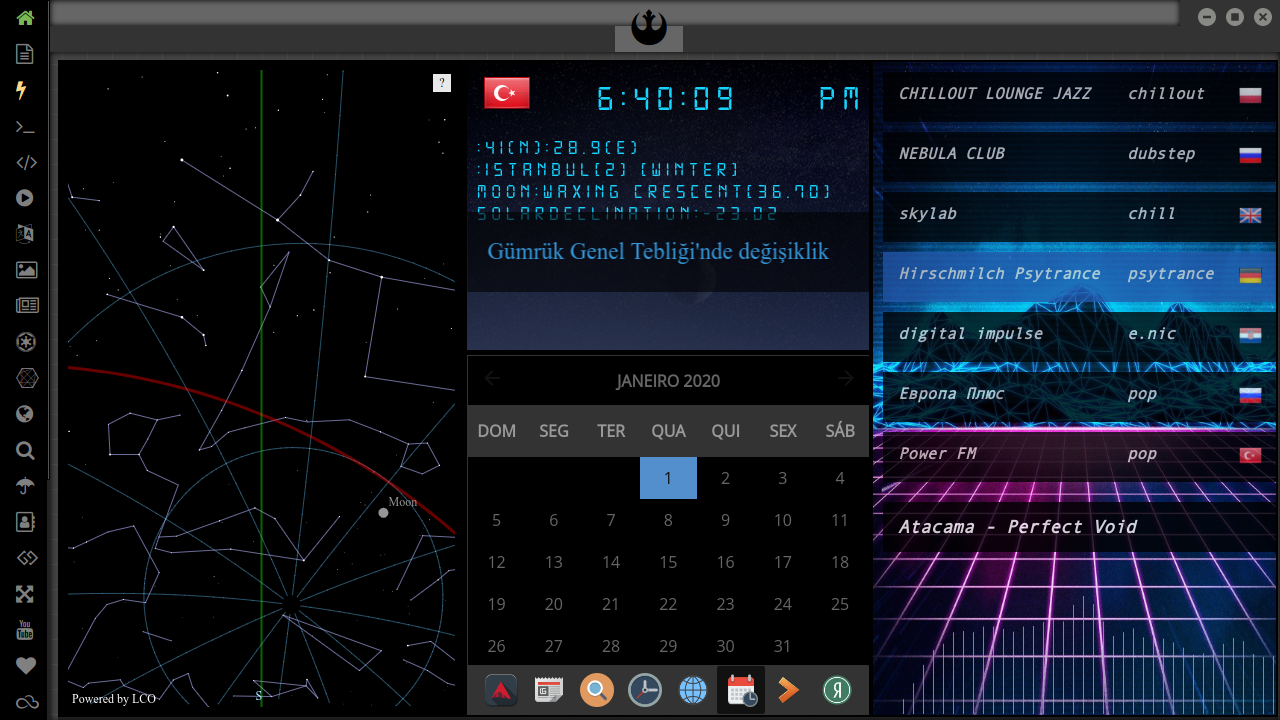 ?
Moon
S
Powered by LCO
6:40:09 PM
:41(N):28.9(E)
:ISTANBUL(2) (WINTER)
MOON:WAXING CRESCENT(36.70)
SOLARDECLINATION:-23.02
Gümrük Genel Tebliği'nde değişiklik
JANEIRO 2020
DOM SEG TER QUA QUI SEX SÁB
1 2 3 4
5 6 7 8 9 10 11
12 13 14 15 16 17 18
19 20 21 22 23 24 25
26 27 28 29 30 31
CHILLOUT LOUNGE JAZZ chillout
NEBULA CLUB dubstep
skylab chill
Hirschmilch Psytrance psytrance
digital impulse e.nic
Европа Плюс pop
Power FM pop
Atacama - Perfect Void
You
Tube
Я